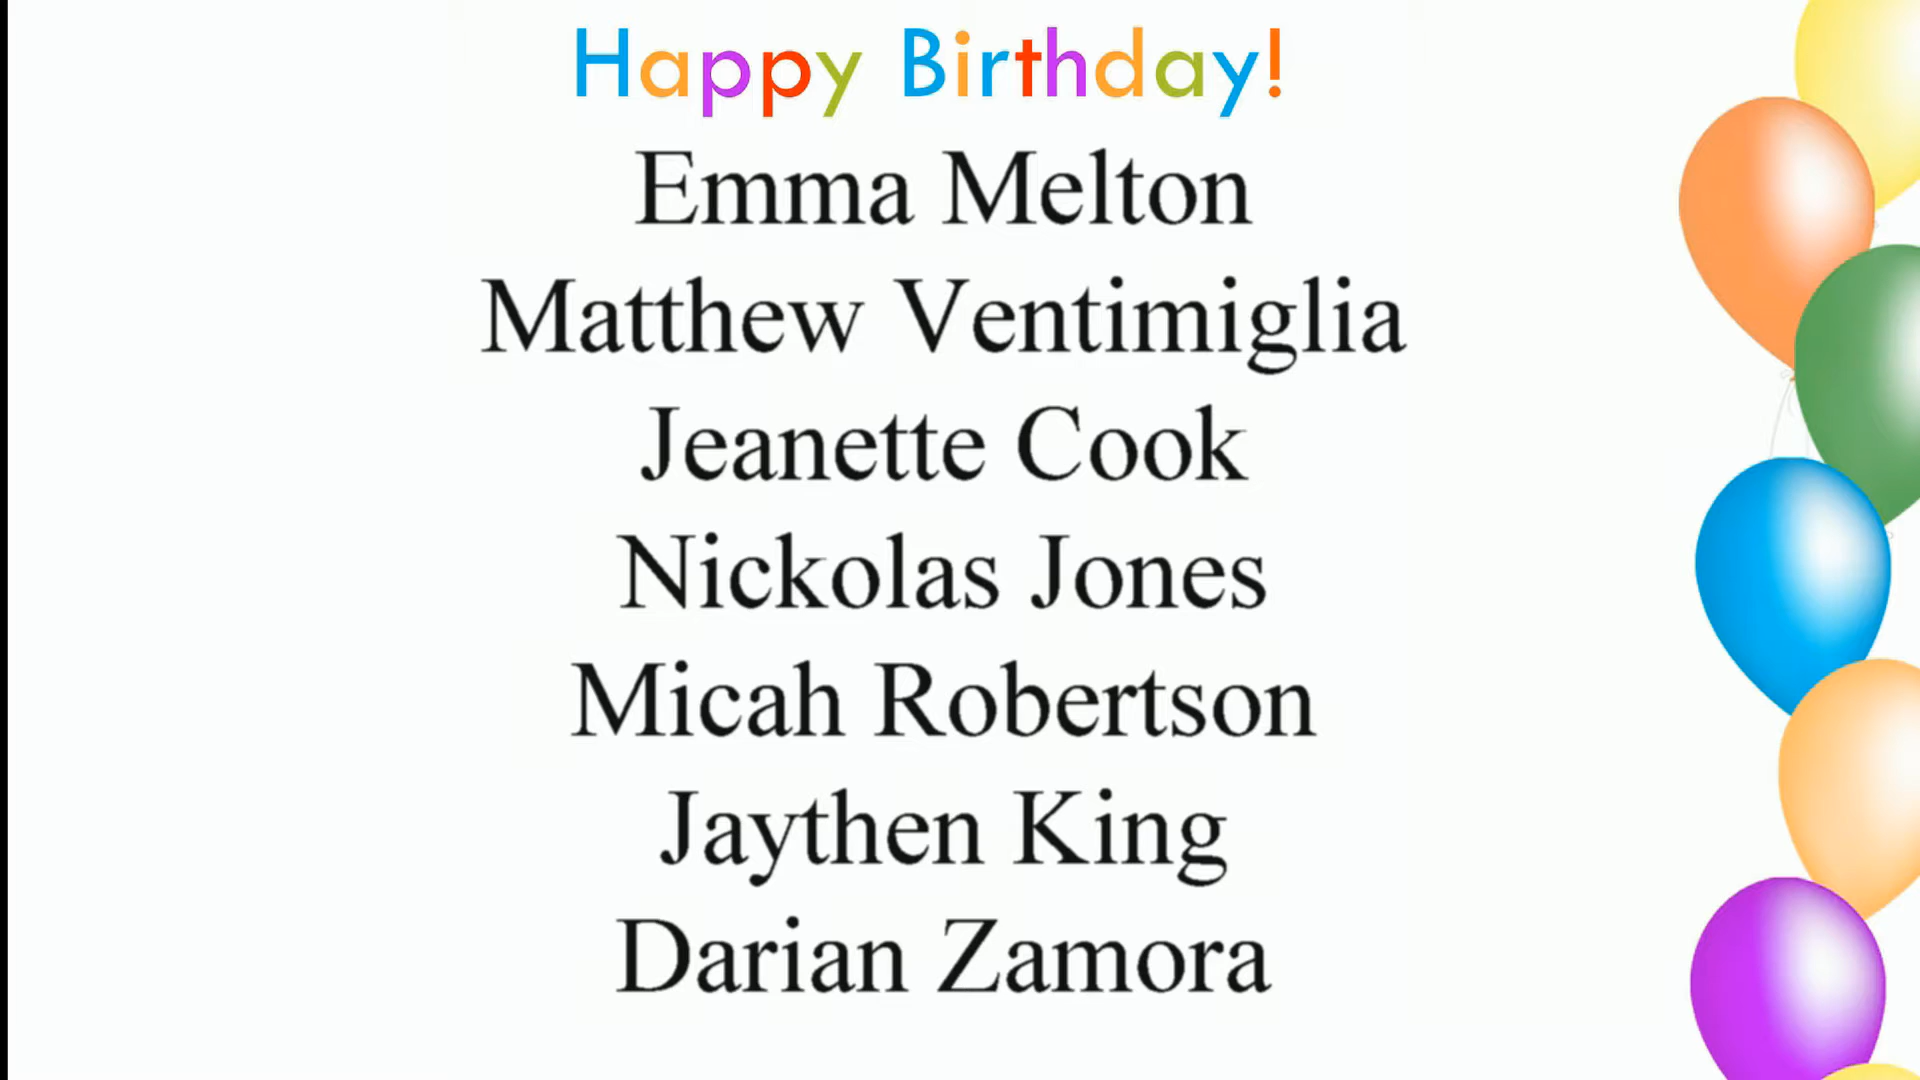 Happy Birthday!
Emma Melton
Matthew Ventimiglia
Jeanette Cook
Nickolas Jones
Micah Robertson
Jaythen King
Darian Zamora